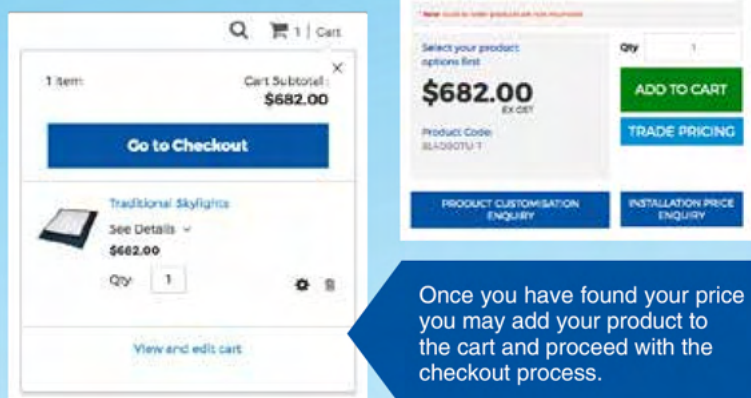 1 | Cart
1 item
Cart Subtotal :
$682.00
Go to Checkout
Traditional Skylights
See Details
$682.00
Qty 1
View and edit cart
Select your product
options first
$682.00
EX GST
Product Code:
Qty 1
ADD TO CART
TRADE PRICING
PRODUCT CUSTOMISATION
ENQUIRY
INSTALLATION PRICE
ENQUIRY
Once you have found your price
you may add your product to
the cart and proceed with the
checkout process.